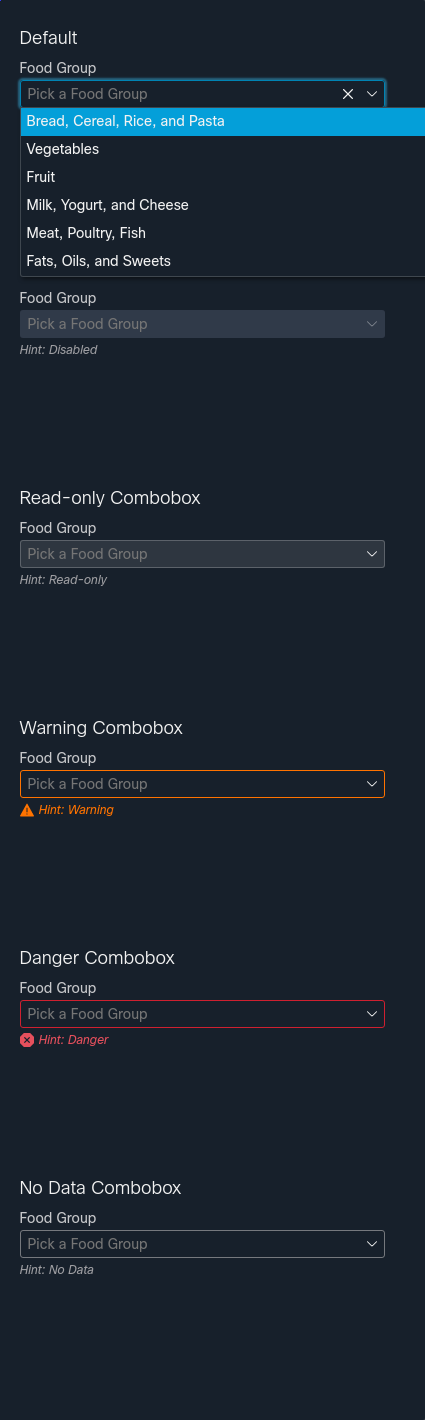 Default
Food Group
Pick a Food Group
Bread, Cereal, Rice, and Pasta
Vegetables
Fruit
Milk, Yogurt, and Cheese
Meat, Poultry, Fish
Fats, Oils, and Sweets
Food Group
Pick a Food Group
Hint: Disabled
Read-only Combobox
Food Group
Pick a Food Group
Hint: Read-only
Warning Combobox
Food Group
Pick a Food Group
Hint: Warning
Danger Combobox
Food Group
Pick a Food Group
Hint: Danger
No Data Combobox
Food Group
Pick a Food Group
Hint: No Data